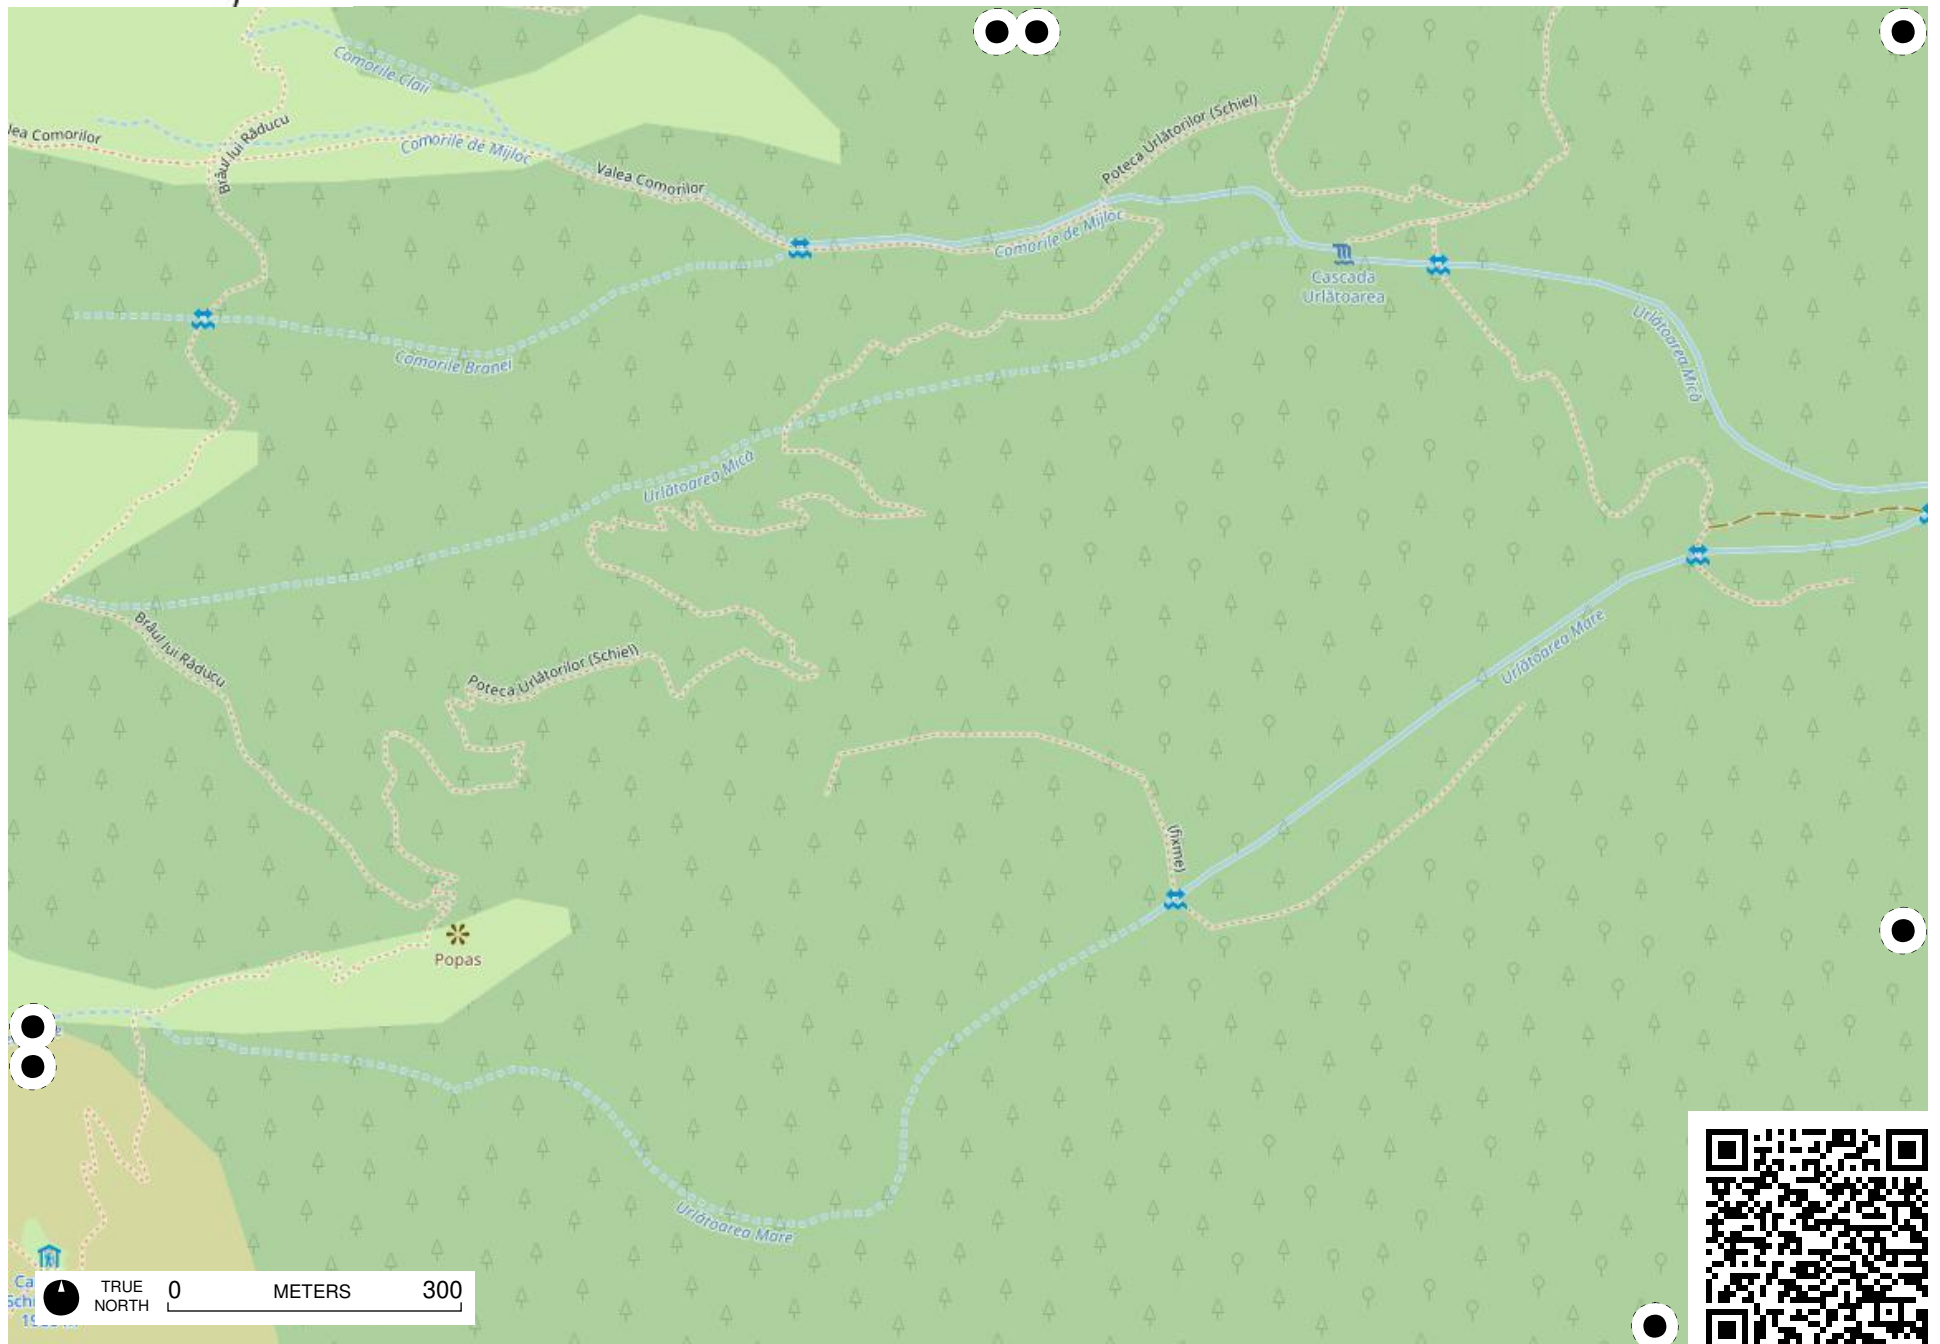 Comorile Claii
lea Comorilor
Brâul lui Răducu
Comorile de Mijloc
Valea Comorilor
Poteca Urlătorilor (Schiel)
Comorile de Mijloc
Cascada
Urlătoarea
Urlătoarea Mică
Comorile Branei
Urlătoarea Mică
Brâul lui Răducu
Poteca Urlătorilor (Schiel)
Urlătoarea Mare
(fixme)
Popas
Urlătoarea Mare
TRUE
NORTH
0 METERS 300